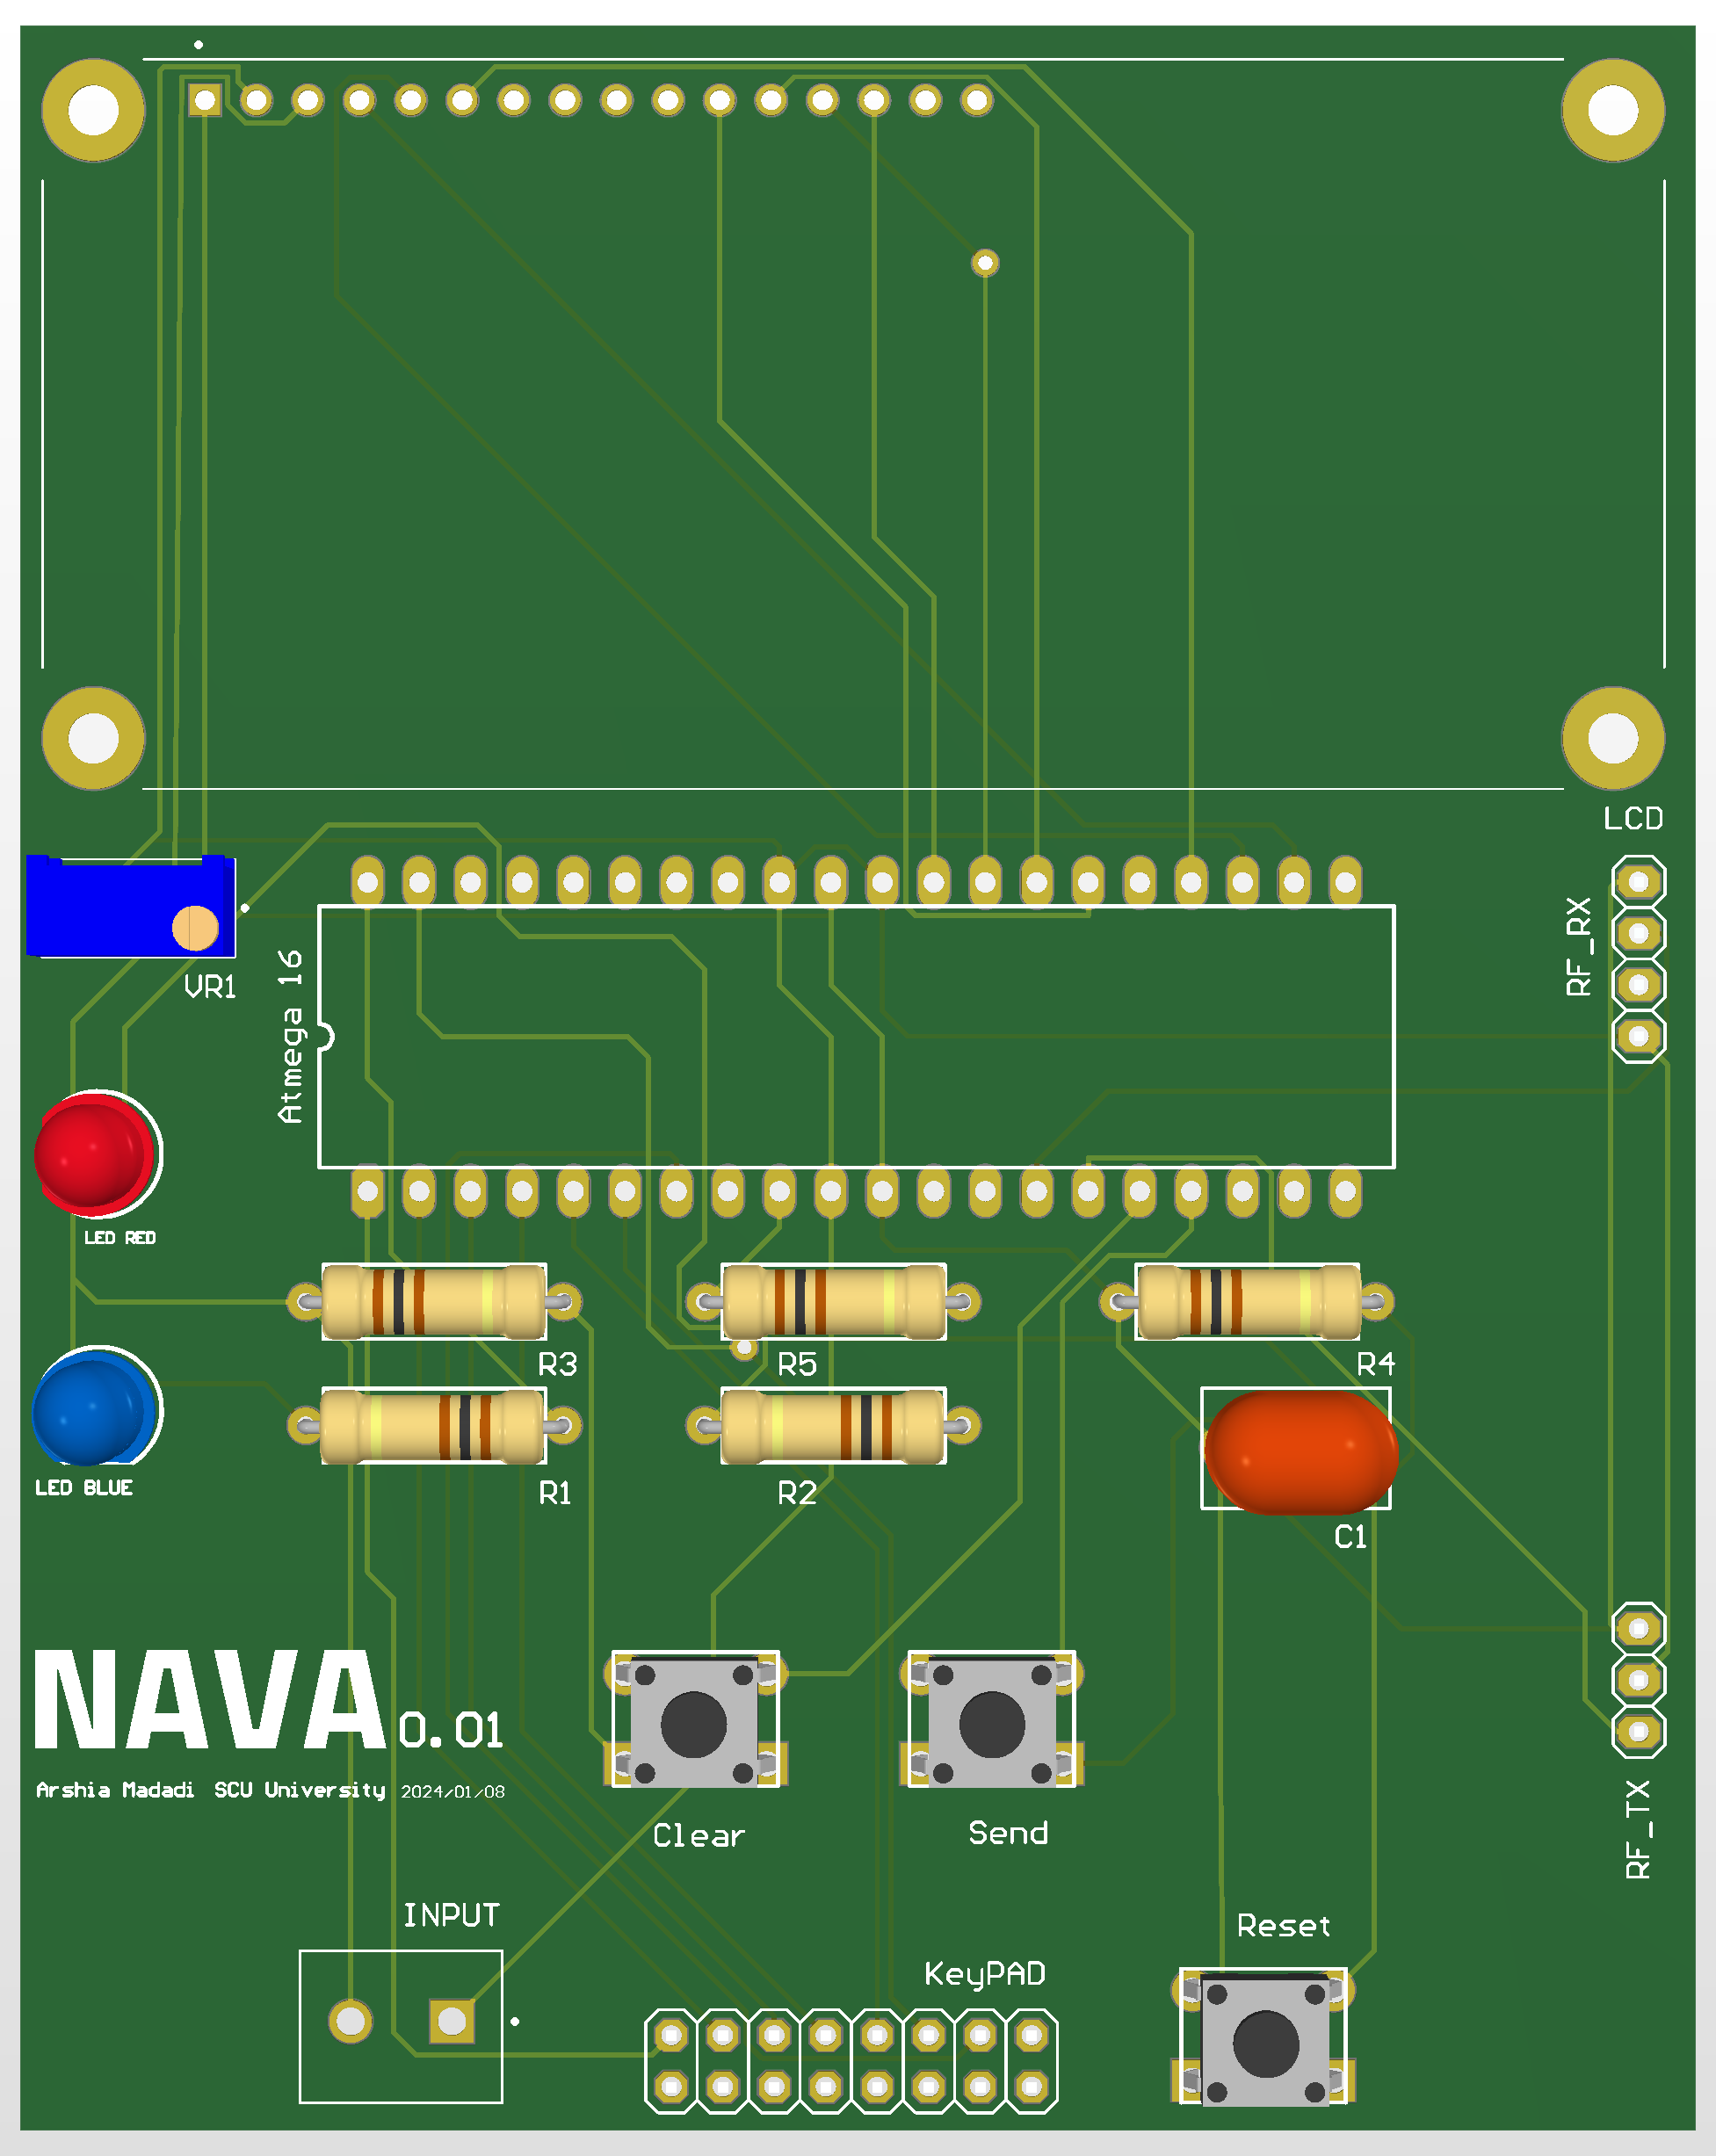 LCD
RF_RX
Atmega 16
VR1
LED RED
R3
R5
R4
LED BLUE
R1
R2
C1
NAVA 0.01
Arshia Madadi SCU University 2024/01/08
Clear
Send
RF_TX
INPUT
Reset
KeyPAD